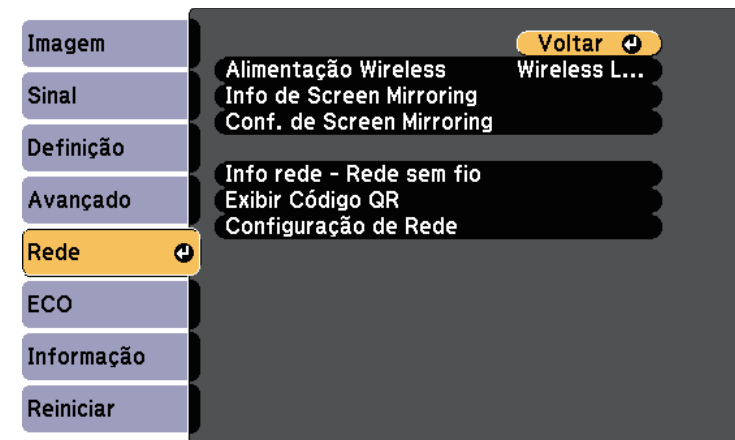 Imagem
Sinal
Definição
Avançado
Rede
ECO
Informação
Reiniciar
Voltar
Alimentação Wireless Wireless L...
Info de Screen Mirroring
Conf. de Screen Mirroring
Info rede - Rede sem fio
Exibir Código QR
Configuração de Rede